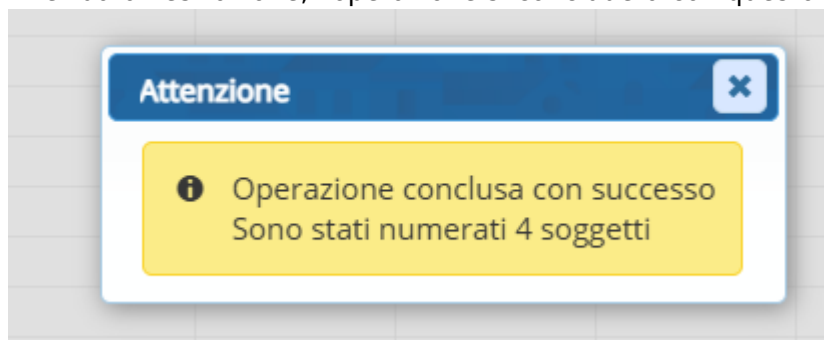 Attenzione
Operazione conclusa con successo
Sono stati numerati 4 soggetti